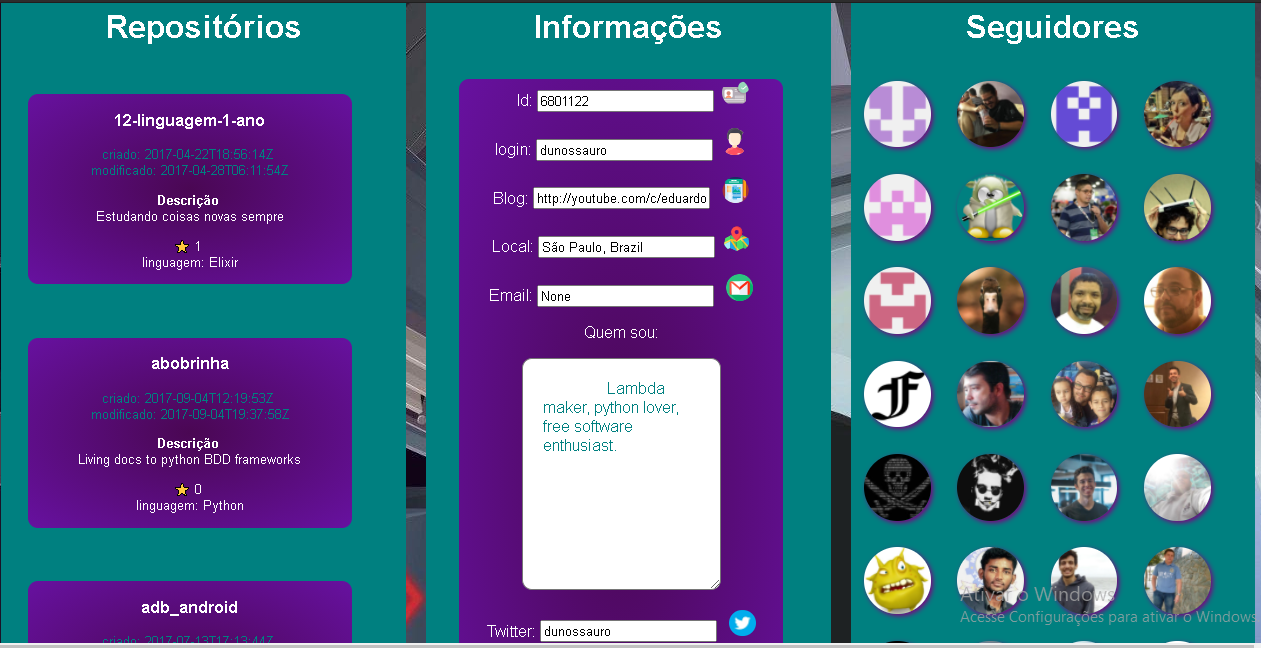 Repositórios
12-linguagem-1-ano
criado: 2017-04-22T18:56:14Z
modificado: 2017-04-28T06:11:54Z
Descrição
Estudando coisas novas sempre
1
linguagem: Elixir
abobrinha
criado: 2017-09-04T12:19:53Z
modificado: 2017-09-04T19:37:58Z
Descrição
Living docs to python BDD frameworks
0
linguagem: Python
adb_android
criado: 2017-07-13T17:13:44Z
Informações
Id: 6801122
login: dunossauro
Blog: http://youtube.com/c/eduardo
Local: São Paulo, Brazil
Email: None
Quem sou:
Lambda
maker, python lover,
free software
enthusiast.
Twitter: dunossauro
Seguidores
Ativar o Windows
Acesse Configurações para ativar o Windows